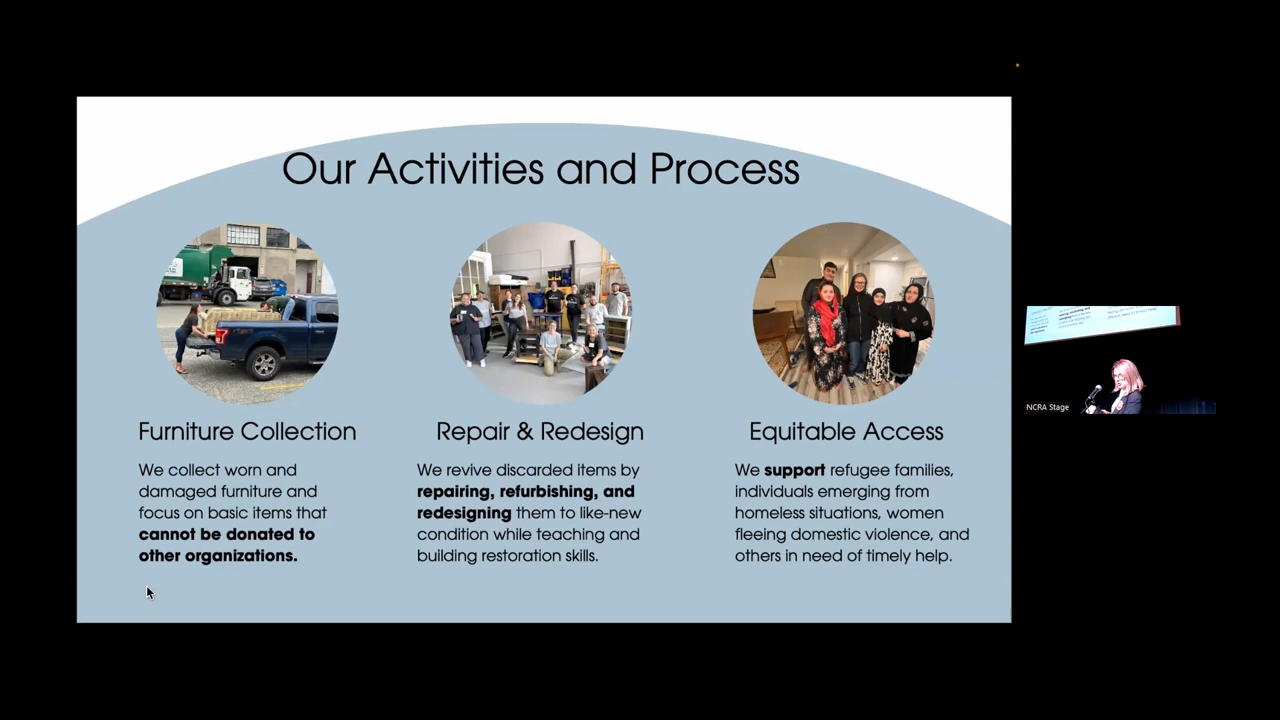 Our Activities and Process
Furniture Collection
We collect worn and
damaged furniture and
focus on basic items that
cannot be donated to
other organizations.
Repair & Redesign
We revive discarded items by
repairing, refurbishing, and
redesigning them to like-new
condition while teaching and
building restoration skills.
Equitable Access
We support refugee families,
individuals emerging from
homeless situations, women
fleeing domestic violence, and
others in need of timely help.
NCRA Stage